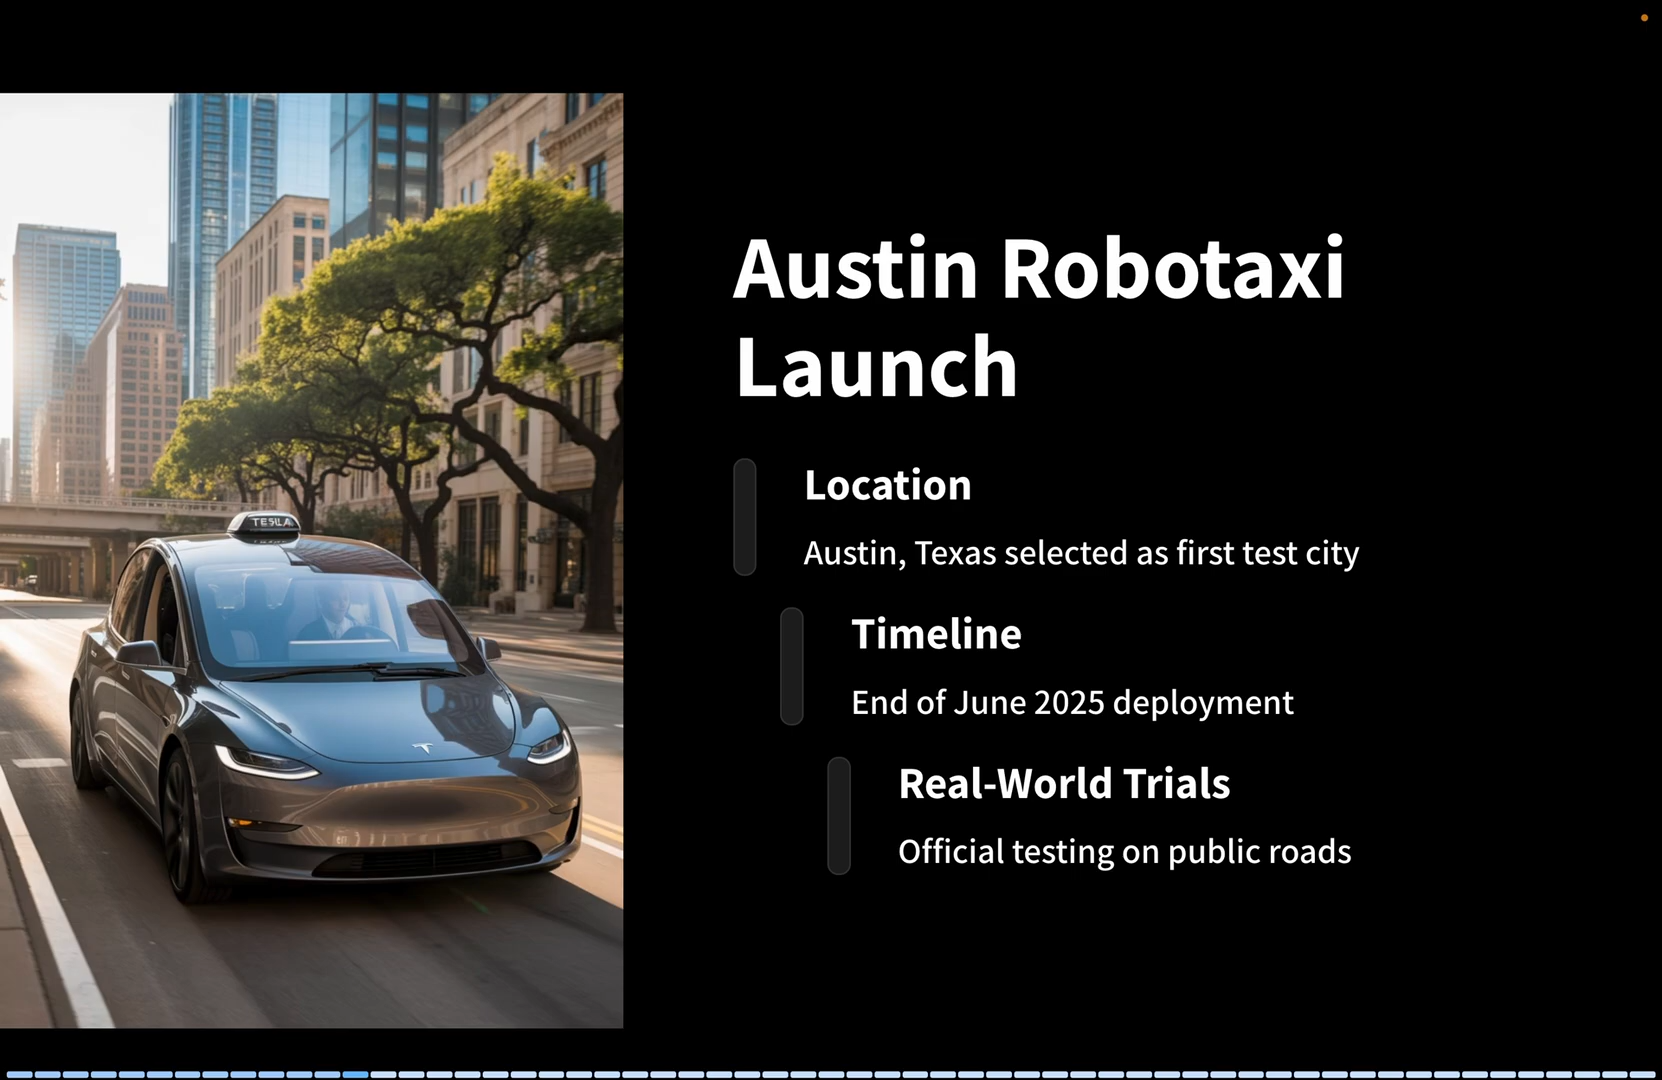 TESLA
Austin Robotaxi
Launch
Location
Austin, Texas selected as first test city
Timeline
End of June 2025 deployment
Real-World Trials
Official testing on public roads